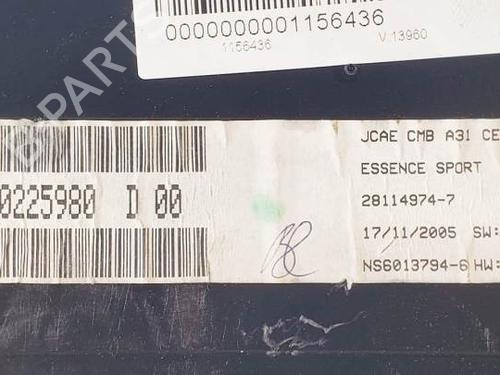 0000000001156436
1156436 V:13960
JCAE CMB A31 CE
ESSENCE SPORT
0225980 D 00
28114974-7
17/11/2005 SW:
NS6013794-6 HW:
B-PARTS